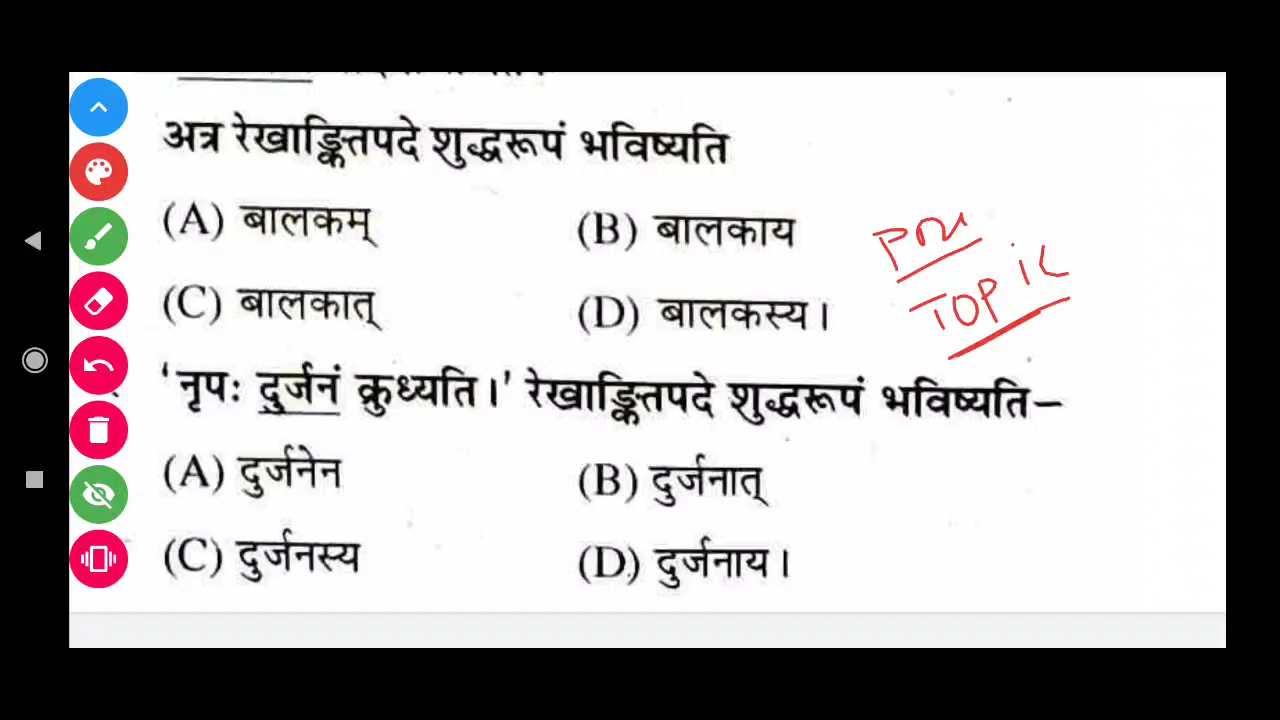 अत्र रेखाङ्कितपदे शुद्धरूपं भविष्यति
(A) बालकम् (B) बालकाय
(C) बालकात् (D) बालकस्य।
TOPIC
'नृपः दुर्जनं क्रुध्यति।' रेखाङ्कितपदे शुद्धरूपं भविष्यति–
(A) दुर्जनेन (B) दुर्जनात्
(C) दुर्जनस्य (D) दुर्जनाय।